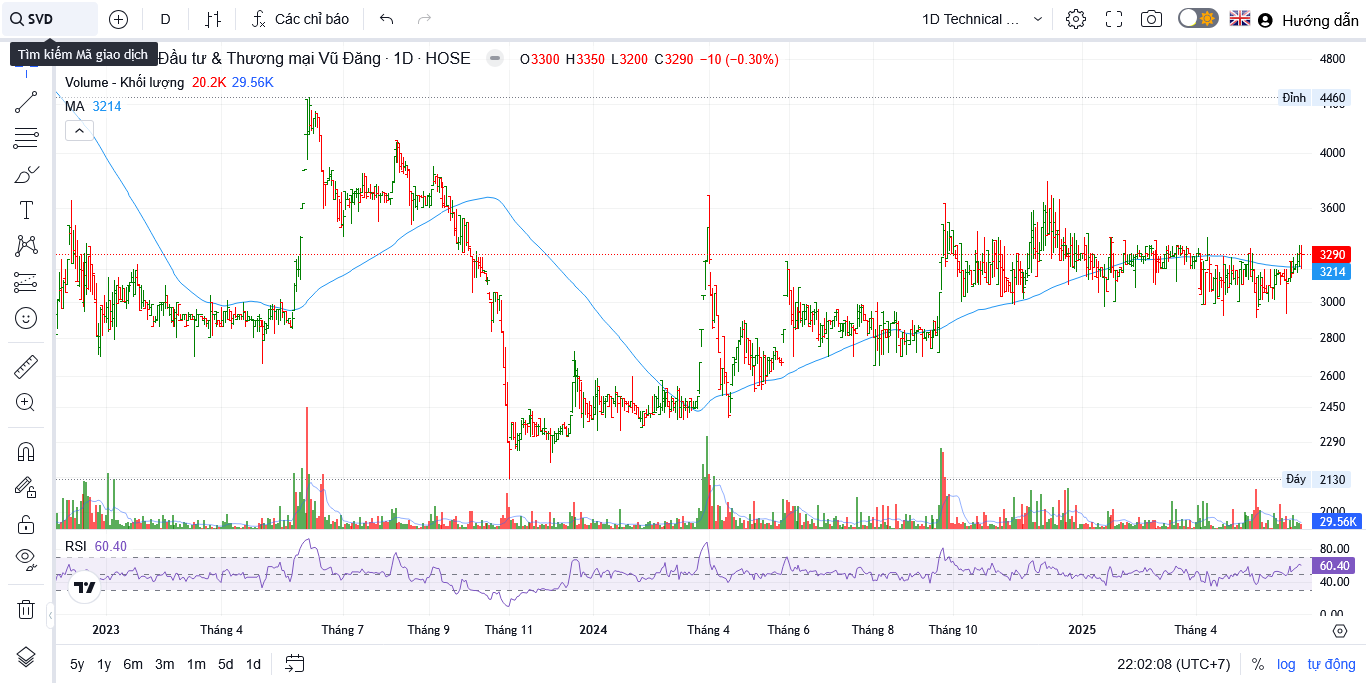 SVD D Các chỉ báo 1D Technical ... Hướng dẫn
Tìm kiếm Mã giao dịch Đầu tư & Thương mại Vũ Đăng · 1D · HOSE O3300 H3350 L3200 C3290 −10 (−0.30%)
Volume - Khối lượng 20.2K 29.56K
MA 3214
4800
Đỉnh 4460
4000
3600
3290
3214
3000
2800
2600
2450
2290
Đáy 2130
2000
29.56K
RSI 60.40
80.00
60.40
40.00
0.00
2023 Tháng 4 Tháng 7 Tháng 9 Tháng 11 2024 Tháng 4 Tháng 6 Tháng 8 Tháng 10 2025 Tháng 4
5y 1y 6m 3m 1m 5d 1d 22:02:08 (UTC+7) % log tự động